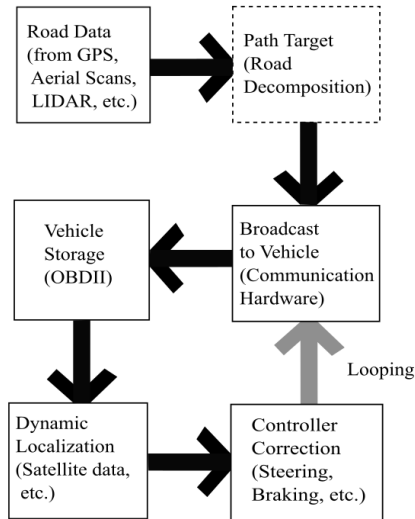 Road Data
(from GPS,
Aerial Scans,
LIDAR, etc.)
Path Target
(Road
Decomposition)
Vehicle
Storage
(OBDII)
Broadcast
to Vehicle
(Communication
Hardware)
Looping
Dynamic
Localization
(Satellite data,
etc.)
Controller
Correction
(Steering,
Braking, etc.)